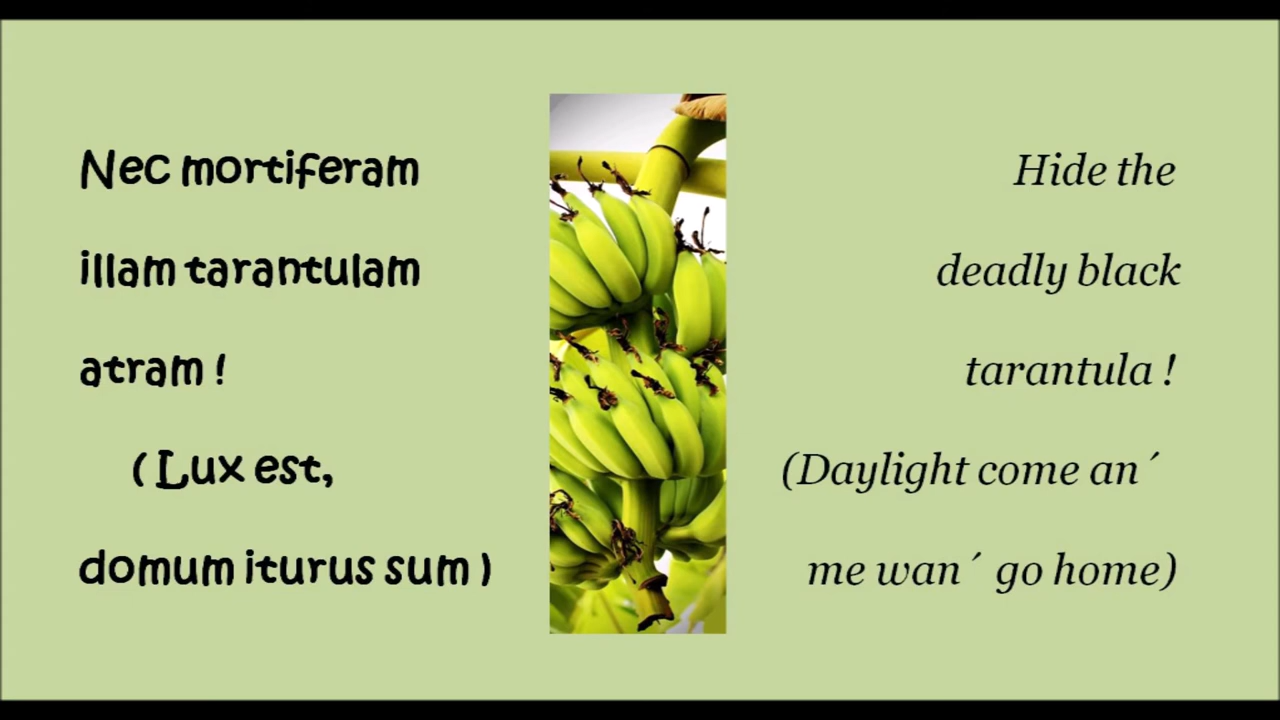 Nec mortiferam
illam tarantulam
atram !
( Lux est,
domum iturus sum )
Hide the
deadly black
tarantula !
(Daylight come an´
me wan´ go home)